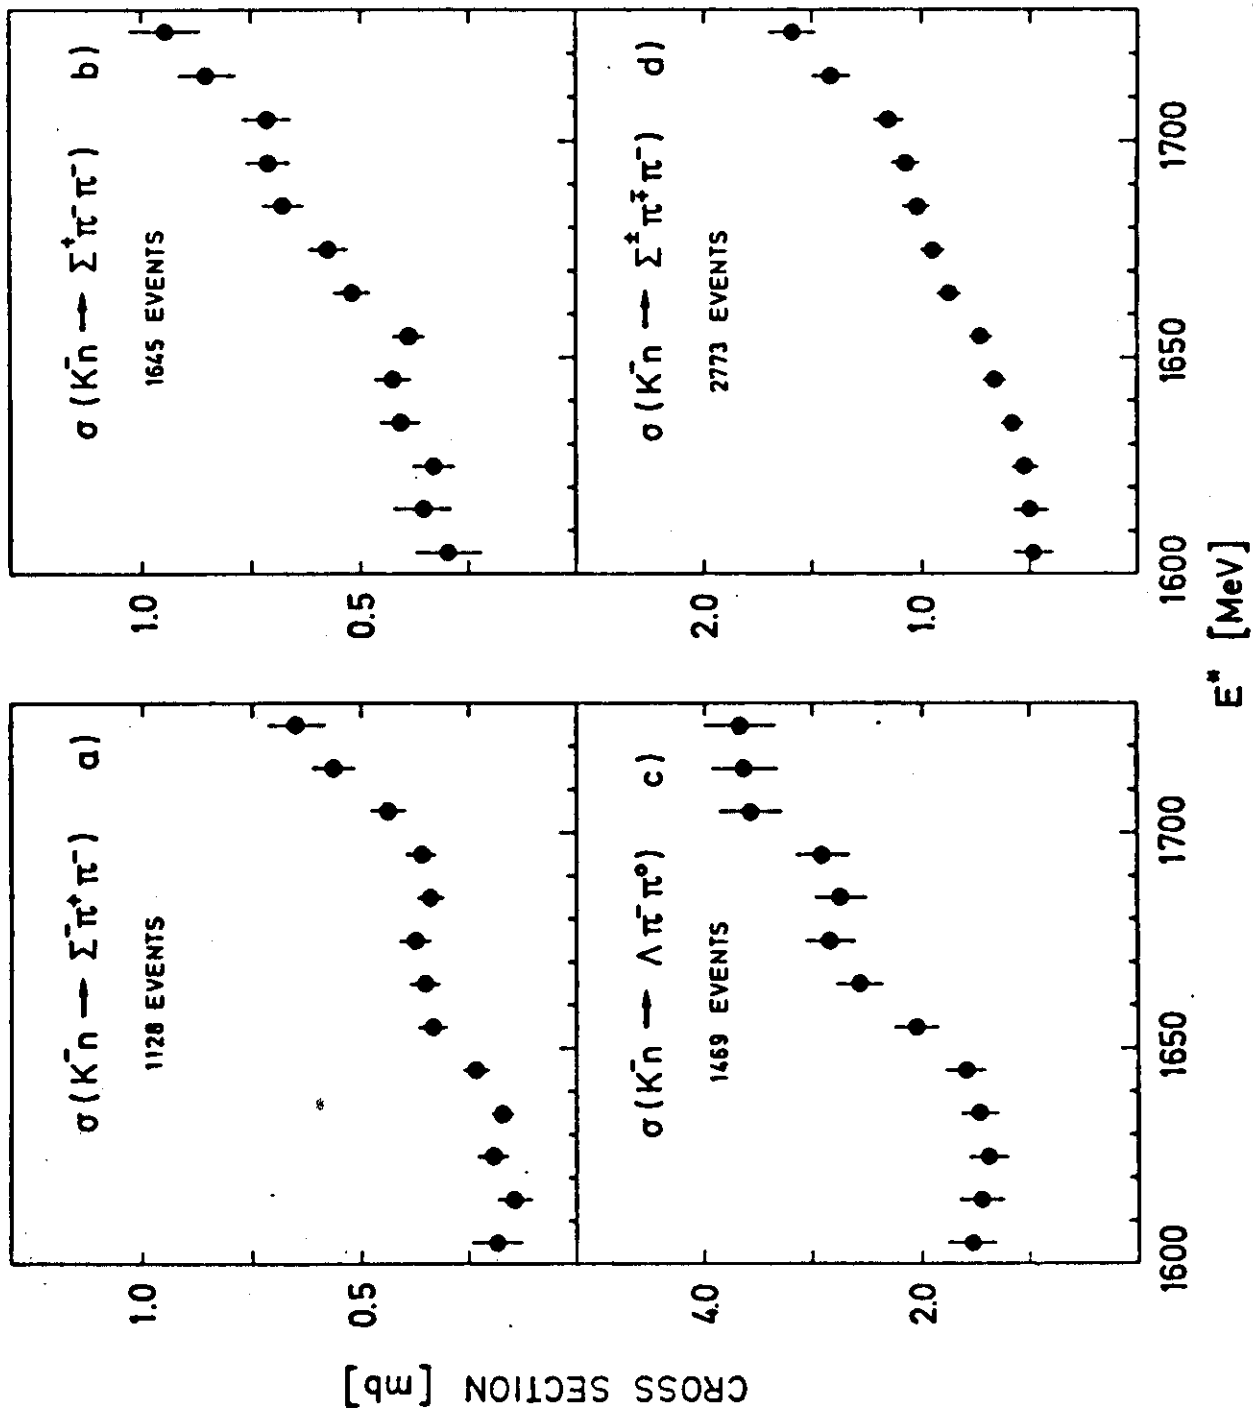 σ(K⁻n → Σ⁻π⁺π⁻) a)
1128 EVENTS
σ(K⁻n → Σ⁺π⁻π⁻) b)
1645 EVENTS
1.0
0.5
1.0
0.5
σ(K⁻n → Λπ⁻π⁰) c)
1469 EVENTS
σ(K⁻n → Σ±π∓π⁻) d)
2773 EVENTS
4.0
2.0
2.0
1.0
1600 1650 1700
1600 1650 1700
E* [MeV]
CROSS SECTION [mb]